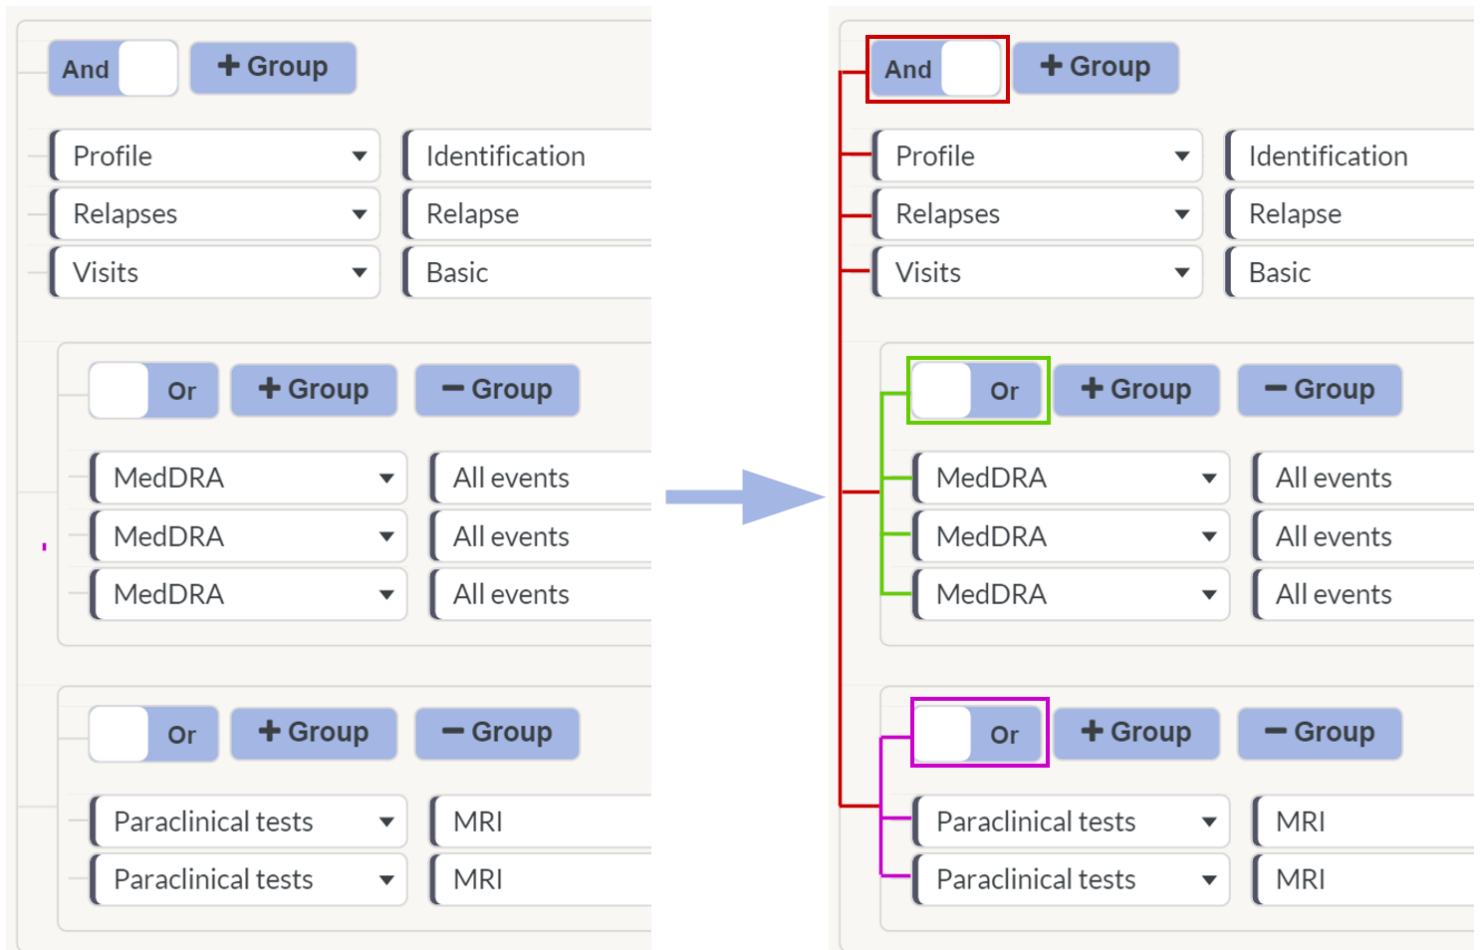 And + Group
Profile Identification
Relapses Relapse
Visits Basic
Or + Group − Group
MedDRA All events
MedDRA All events
MedDRA All events
Or + Group − Group
Paraclinical tests MRI
Paraclinical tests MRI
And + Group
Profile Identification
Relapses Relapse
Visits Basic
Or + Group − Group
MedDRA All events
MedDRA All events
MedDRA All events
Or + Group − Group
Paraclinical tests MRI
Paraclinical tests MRI